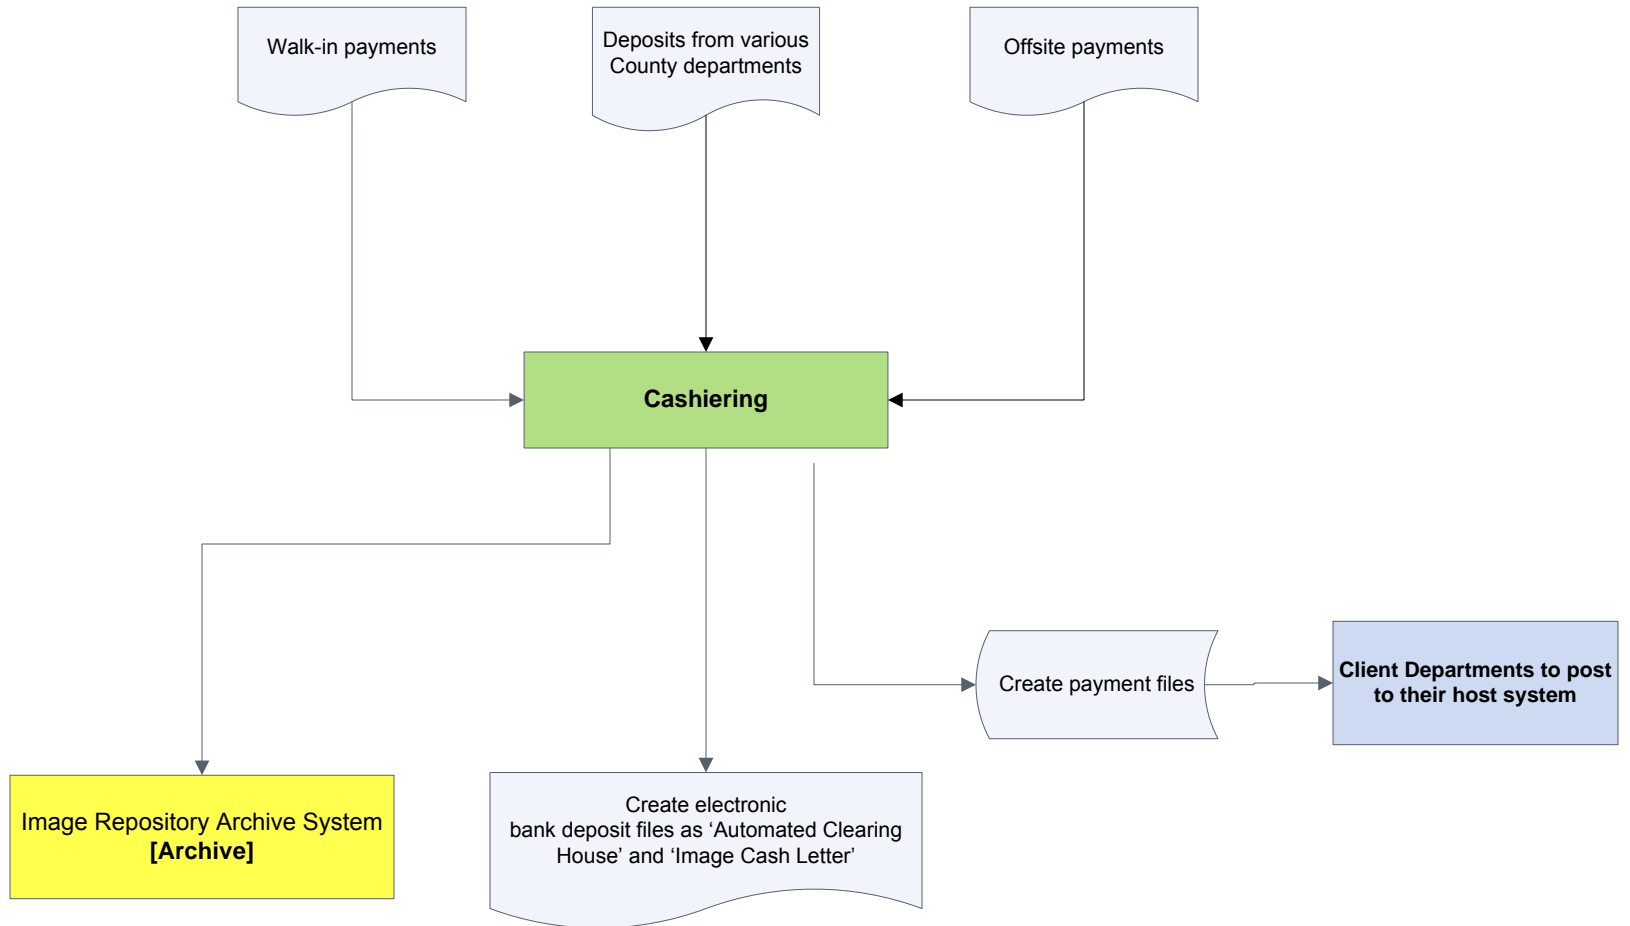 Walk-in payments
Deposits from various
County departments
Offsite payments
Cashiering
Create payment files
Client Departments to post
to their host system
Image Repository Archive System
[Archive]
Create electronic
bank deposit files as ‘Automated Clearing
House’ and ‘Image Cash Letter’